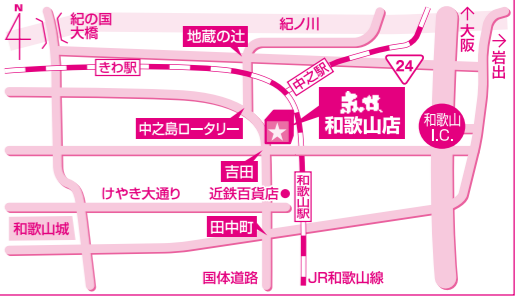 N
紀の国
大橋
紀ノ川
地蔵の辻
↑大阪
→岩出
きわ駅
中之駅
24
和歌山店
和歌山
I.C.
中之島ロータリー
吉田
けやき大通り
近鉄百貨店
和歌山駅
和歌山城
田中町
国体道路
JR和歌山線